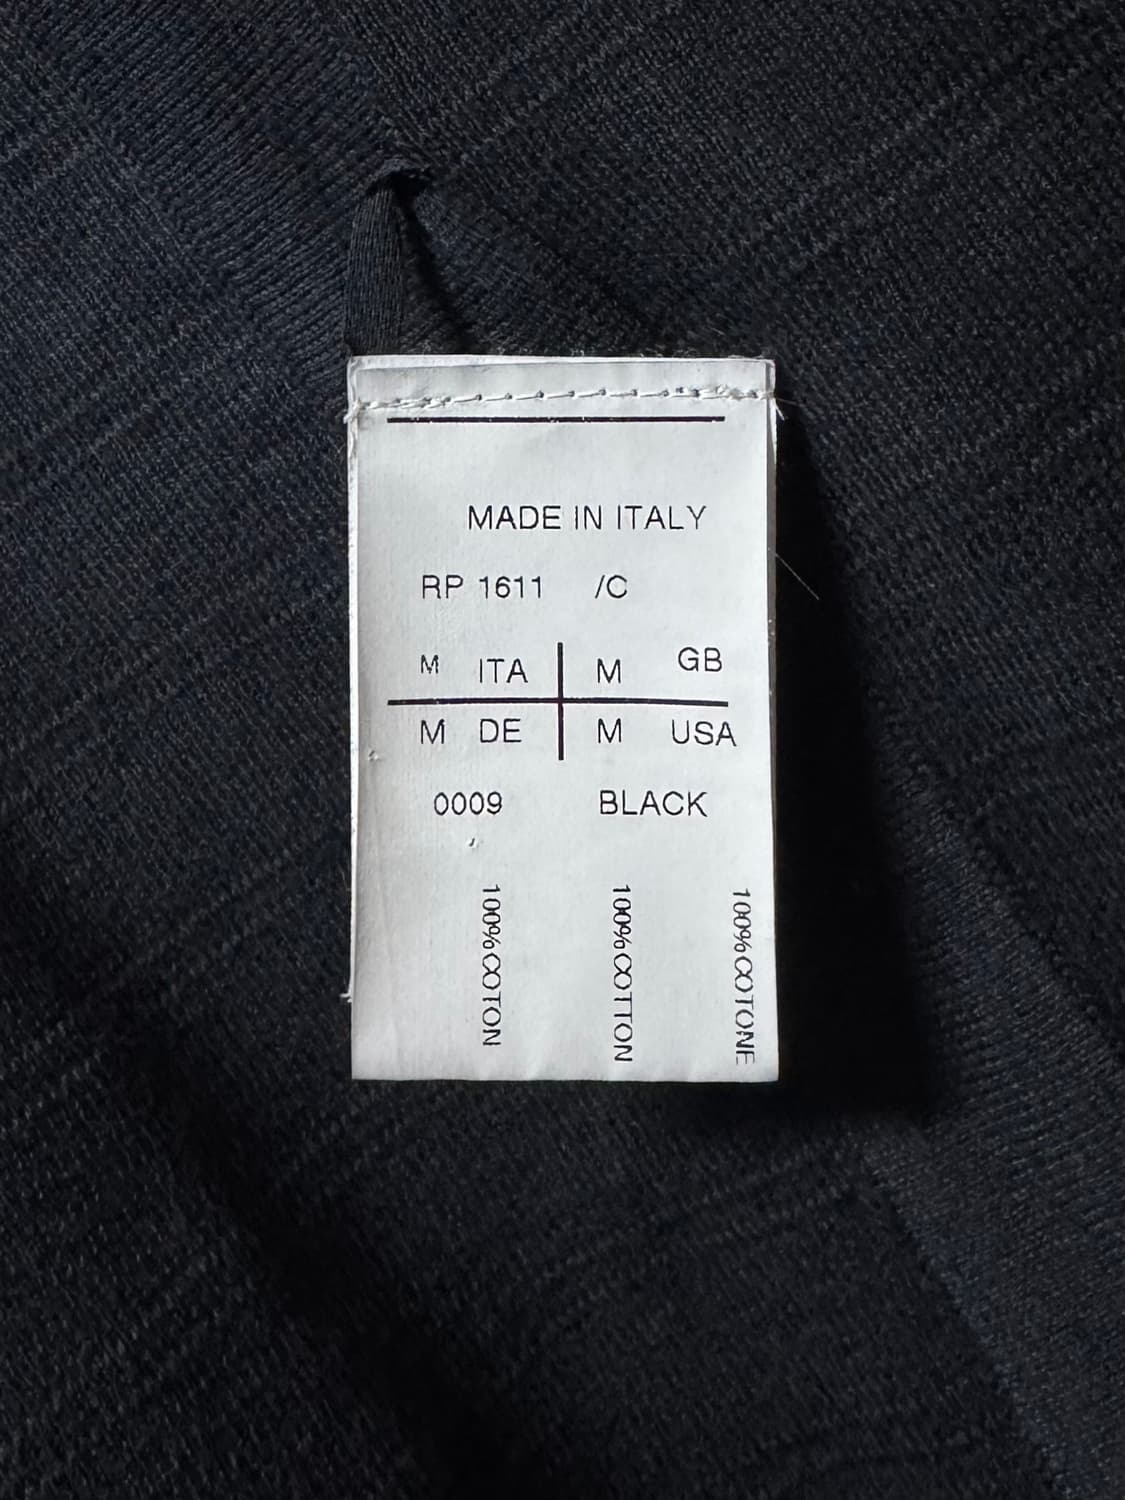 MADE IN ITALY
RP 1611 /C
M ITA M GB
M DE M USA
0009 BLACK
100%COTONE
100%COTTON
100%COTON